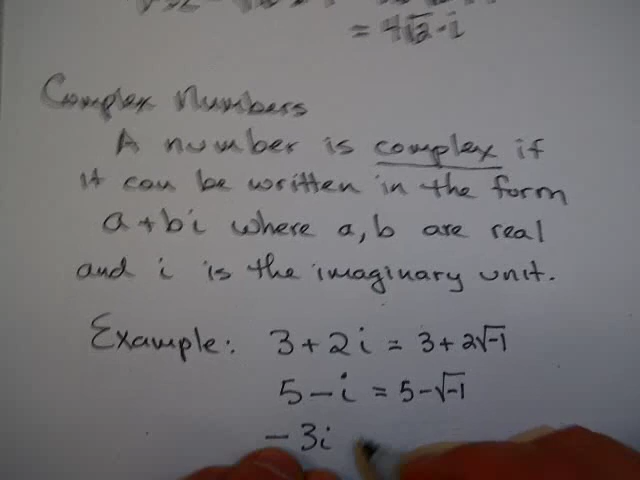 = 4√2 - i
Complex Numbers
A number is complex if
it can be written in the form
a + bi where a, b are real
and i is the imaginary unit.
Example: 3 + 2i = 3 + 2√-1
5 - i = 5 - √-1
- 3i